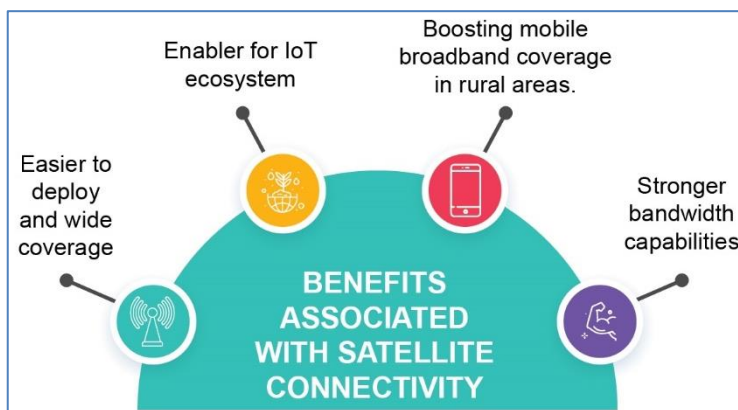 Easier to
deploy
and wide
coverage
Enabler for IoT
ecosystem
Boosting mobile
broadband coverage
in rural areas.
Stronger
bandwidth
capabilities
BENEFITS
ASSOCIATED
WITH SATELLITE
CONNECTIVITY